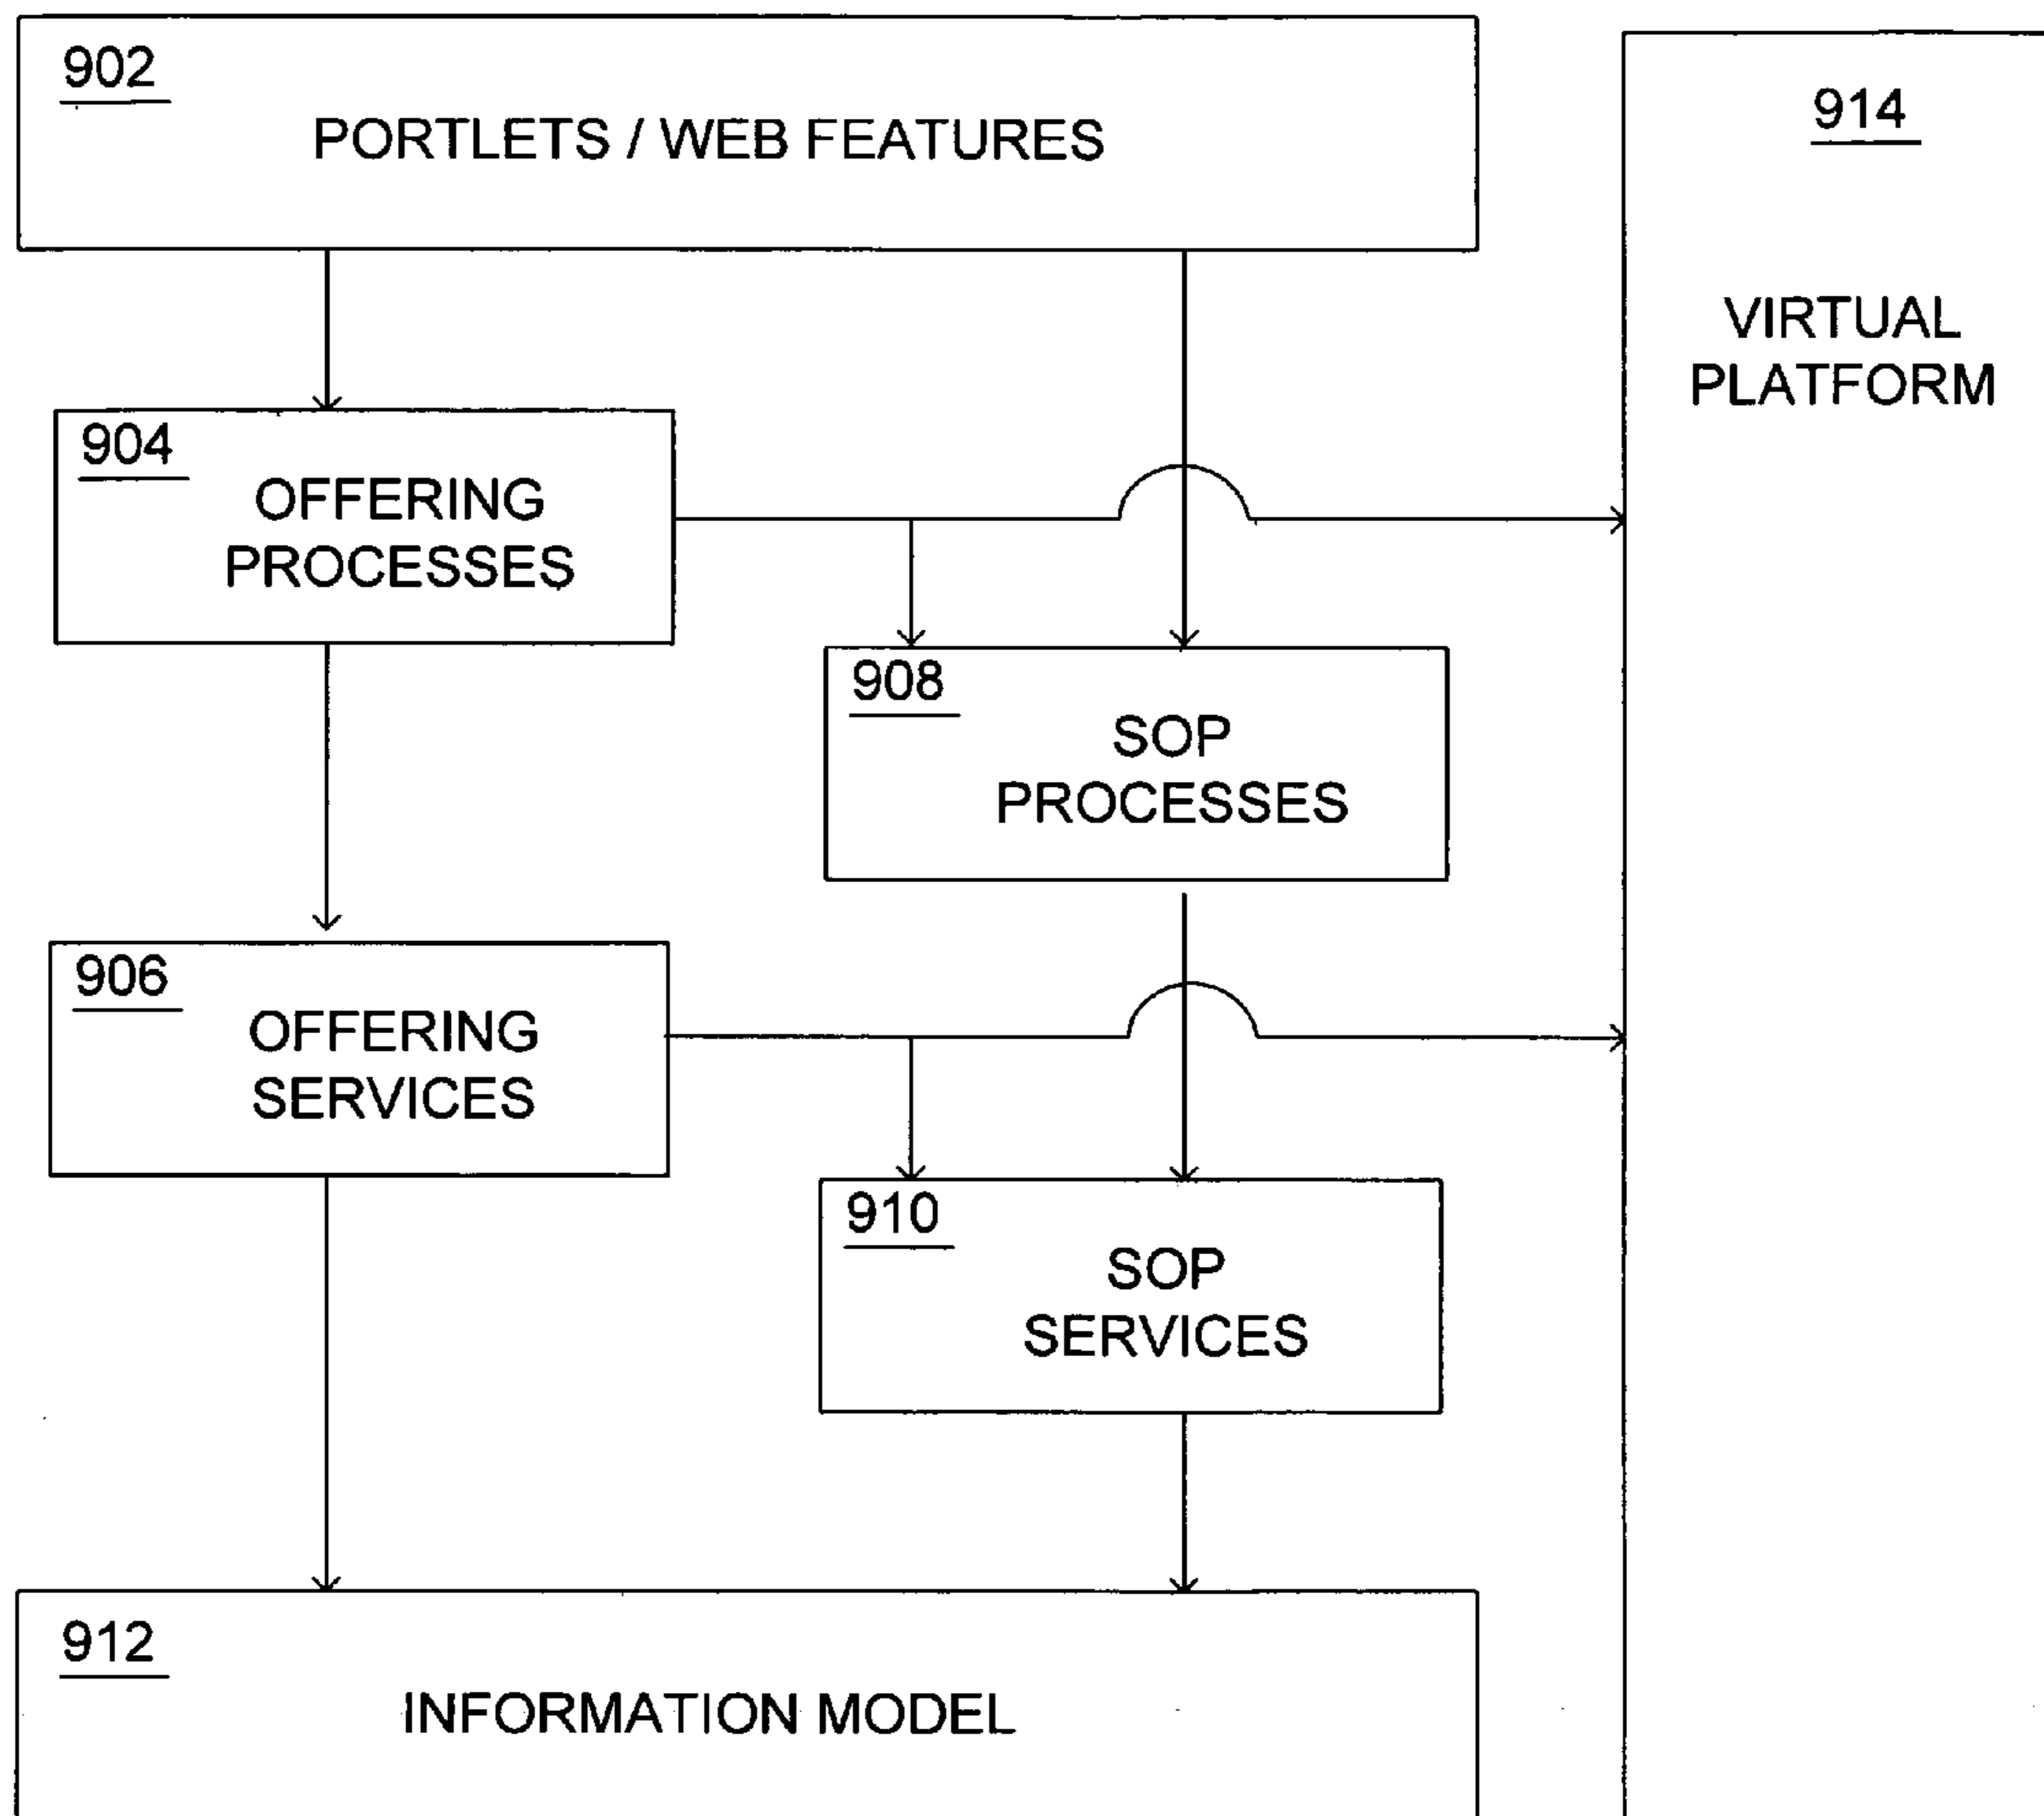 902
PORTLETS / WEB FEATURES
914
VIRTUAL
PLATFORM
904
OFFERING
PROCESSES
908
SOP
PROCESSES
906
OFFERING
SERVICES
910
SOP
SERVICES
912
INFORMATION MODEL